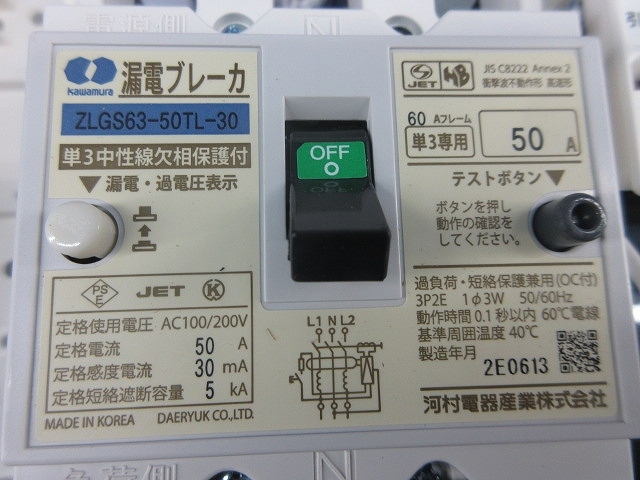 電源側
N
kawamura
漏電ブレーカ
ZLGS63-50TL-30
単3中性線欠相保護付
▼漏電・過電圧表示
PS
E
JET
K
定格使用電圧 AC100/200V
定格電流 50 A
定格感度電流 30 mA
定格短絡遮断容量 5 kA
MADE IN KOREA DAERYUK CO.,LTD.
OFF
L1 N L2
JET
JIS C8222 Annex 2
衝撃波不動作形 高速形
60 Aフレーム
単3専用
50 A
テストボタン▼
ボタンを押し
動作の確認を
してください。
過負荷・短絡保護兼用(OC付)
3P2E 1φ3W 50/60Hz
動作時間 0.1 秒以内 60℃電線
基準周囲温度 40℃
製造年月
2E0613
河村電器産業株式会社
負荷側
N